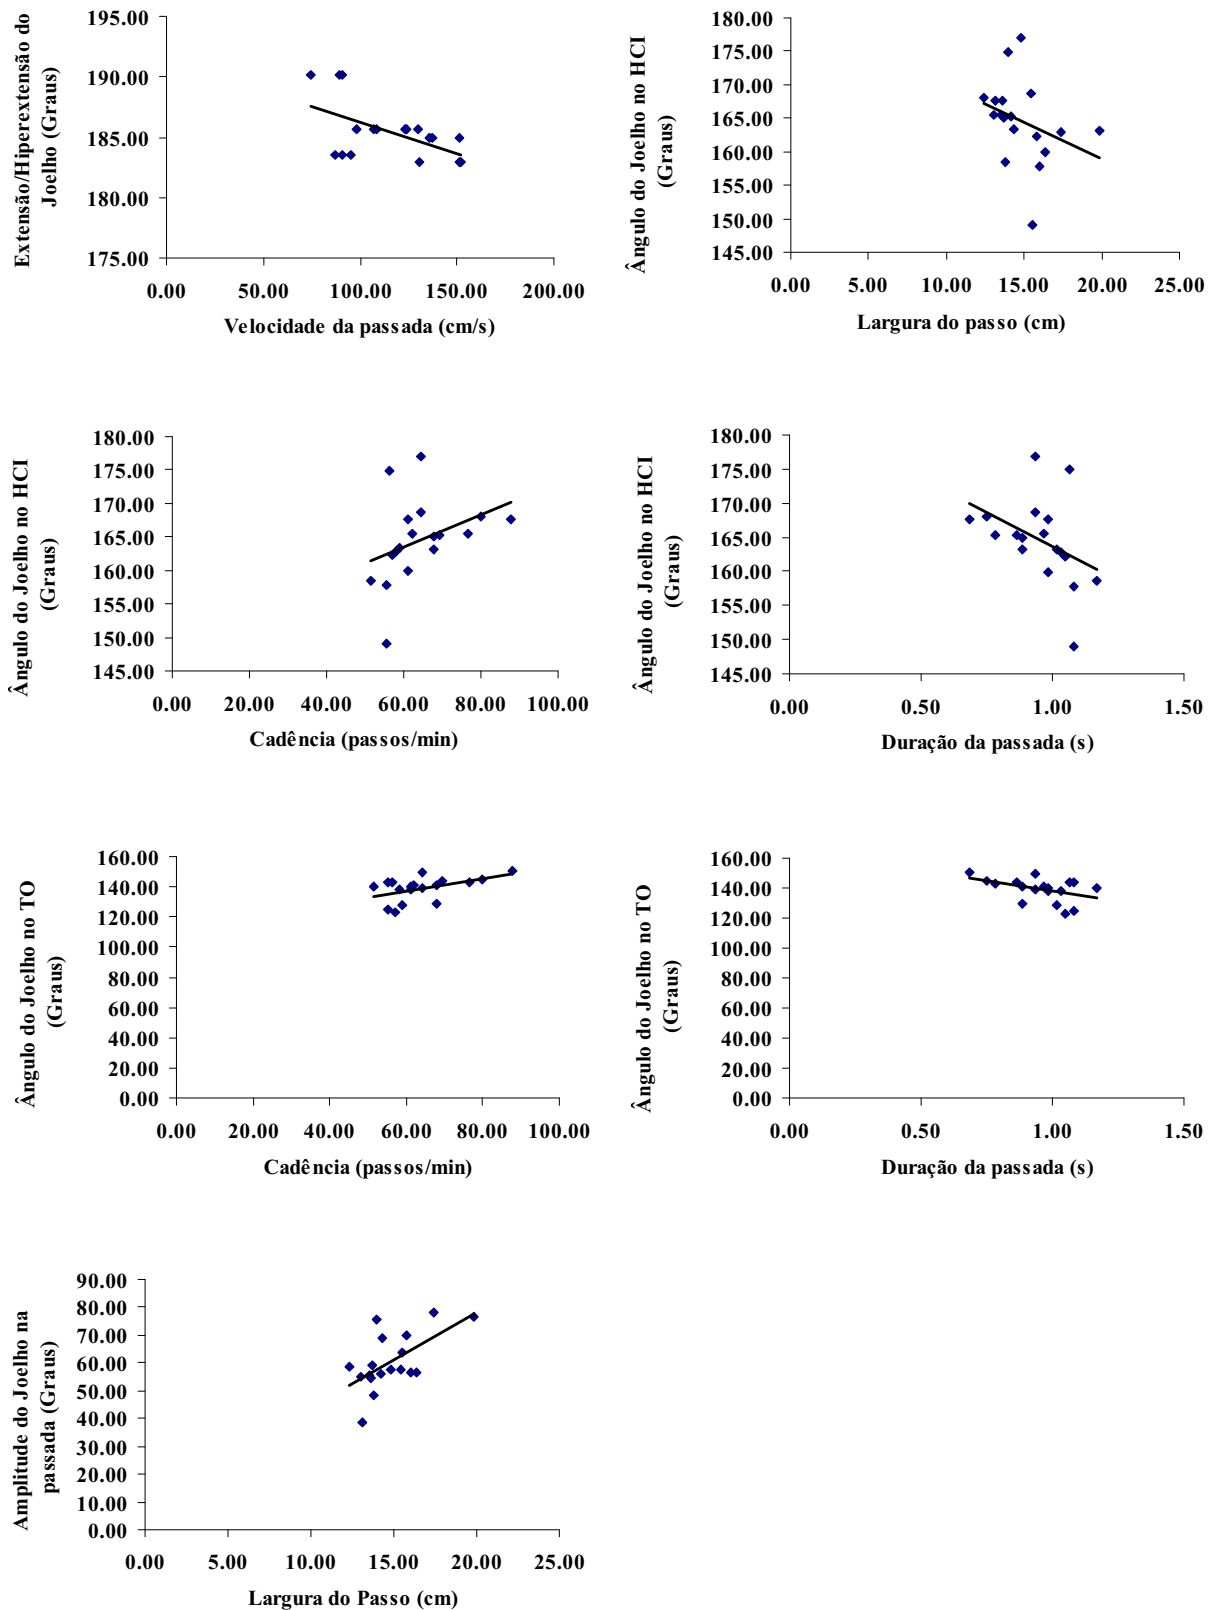 Extensão/Hiperextensão do
Joelho (Graus)
195.00
190.00
185.00
180.00
175.00
0.00 50.00 100.00 150.00 200.00
Velocidade da passada (cm/s)
Ângulo do Joelho no HCI
(Graus)
180.00
175.00
170.00
165.00
160.00
155.00
150.00
145.00
0.00 5.00 10.00 15.00 20.00 25.00
Largura do passo (cm)
Ângulo do Joelho no HCI
(Graus)
180.00
175.00
170.00
165.00
160.00
155.00
150.00
145.00
0.00 20.00 40.00 60.00 80.00 100.00
Cadência (passos/min)
Ângulo do Joelho no HCI
(Graus)
180.00
175.00
170.00
165.00
160.00
155.00
150.00
145.00
0.00 0.50 1.00 1.50
Duração da passada (s)
Ângulo do Joelho no TO
(Graus)
160.00
140.00
120.00
100.00
80.00
60.00
40.00
20.00
0.00
0.00 20.00 40.00 60.00 80.00 100.00
Cadência (passos/min)
Ângulo do Joelho no TO
(Graus)
160.00
140.00
120.00
100.00
80.00
60.00
40.00
20.00
0.00
0.00 0.50 1.00 1.50
Duração da passada (s)
Amplitude do Joelho na
passada (Graus)
90.00
80.00
70.00
60.00
50.00
40.00
30.00
20.00
10.00
0.00
0.00 5.00 10.00 15.00 20.00 25.00
Largura do Passo (cm)